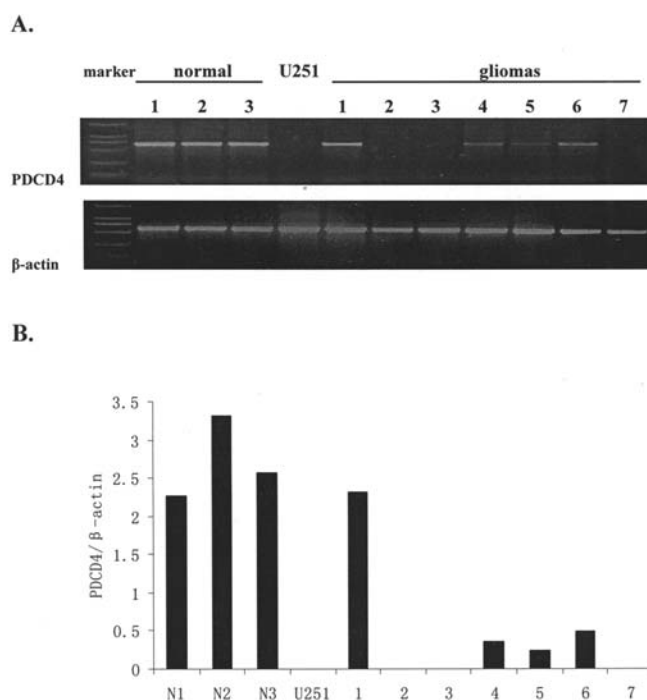 A.
marker normal U251 gliomas
1 2 3 1 2 3 4 5 6 7
PDCD4
β-actin
B.
PDCD4/β-actin
3.5
3
2.5
2
1.5
1
0.5
0
N1 N2 N3 U251 1 2 3 4 5 6 7